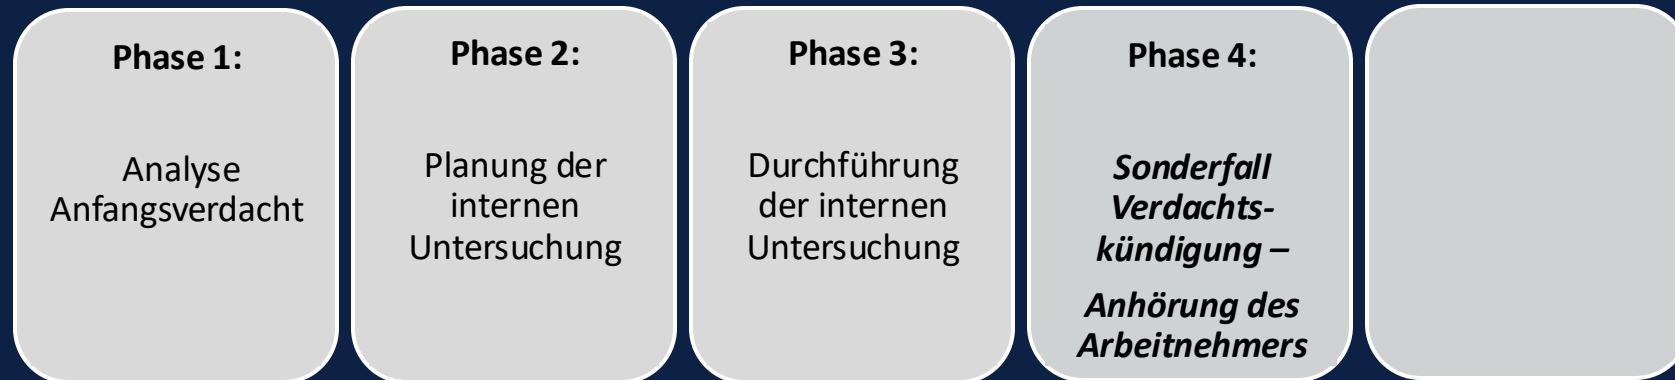 Phase 1:
Analyse
Anfangsverdacht
Phase 2:
Planung der
internen
Untersuchung
Phase 3:
Durchführung
der internen
Untersuchung
Phase 4:
Sonderfall
Verdachts-
kündigung –
Anhörung des
Arbeitnehmers